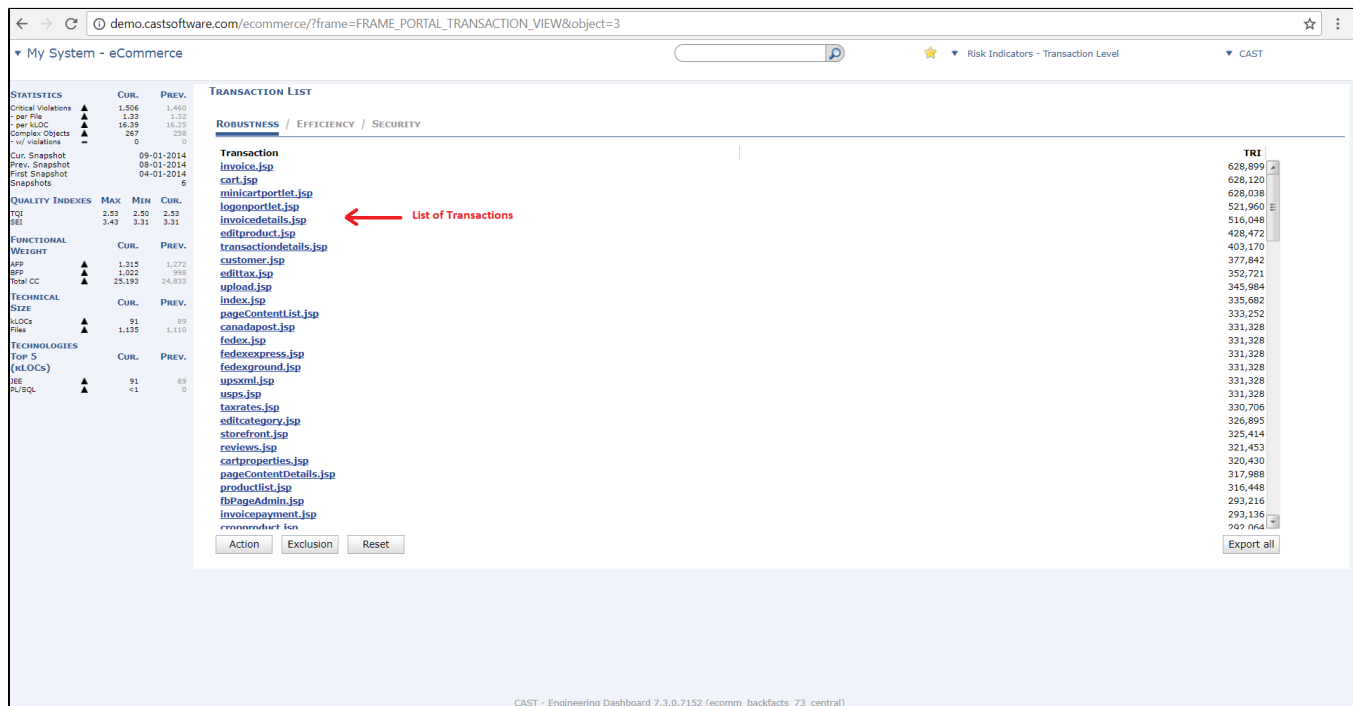 demo.castsoftware.com/ecommerce/?frame=FRAME_PORTAL_TRANSACTION_VIEW&object=3
My System - eCommerce
Risk Indicators - Transaction Level
CAST
STATISTICS CUR. PREV.
Critical Violations 1,506 1,460
- per File 1.33 1.32
- per kLOC 16.39 16.25
Complex Objects 267 258
- w/ violations 0 0
Cur. Snapshot 09-01-2014
Prev. Snapshot 08-01-2014
First Snapshot 04-01-2014
Snapshots 6
QUALITY INDEXES MAX MIN CUR.
TQI 2.53 2.50 2.53
SEI 3.43 3.31 3.31
FUNCTIONAL WEIGHT CUR. PREV.
AFP 1,315 1,272
BFP 1,022 998
Total CC 25,193 24,833
TECHNICAL SIZE CUR. PREV.
kLOCs 91 89
Files 1,135 1,110
TECHNOLOGIES TOP 5 (KLOCS) CUR. PREV.
JEE 91 89
PL/SQL <1 0
TRANSACTION LIST
ROBUSTNESS / EFFICIENCY / SECURITY
Transaction TRI
invoice.jsp 628,899
cart.jsp 628,120
minicartportlet.jsp 628,038
logonportlet.jsp 521,960
invoicedetails.jsp 516,048
List of Transactions
editproduct.jsp 428,472
transactiondetails.jsp 403,170
customer.jsp 377,842
edittax.jsp 352,721
upload.jsp 345,984
index.jsp 335,682
pageContentList.jsp 333,252
canadapost.jsp 331,328
fedex.jsp 331,328
fedexexpress.jsp 331,328
fedexground.jsp 331,328
upsxml.jsp 331,328
usps.jsp 331,328
taxrates.jsp 330,706
editcategory.jsp 326,895
storefront.jsp 325,414
reviews.jsp 321,453
cartproperties.jsp 320,430
pageContentDetails.jsp 317,988
productlist.jsp 316,448
fbPageAdmin.jsp 293,216
invoicepayment.jsp 293,136
cropproduct.jsp 292,064
Action Exclusion Reset Export all
CAST - Engineering Dashboard 7.3.0.7152 (ecomm_backfacts_73_central)